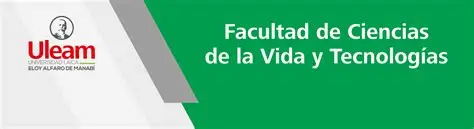 Uleam
UNIVERSIDAD LAICA
ELOY ALFARO DE MANABÍ
Facultad de Ciencias
de la Vida y Tecnologías